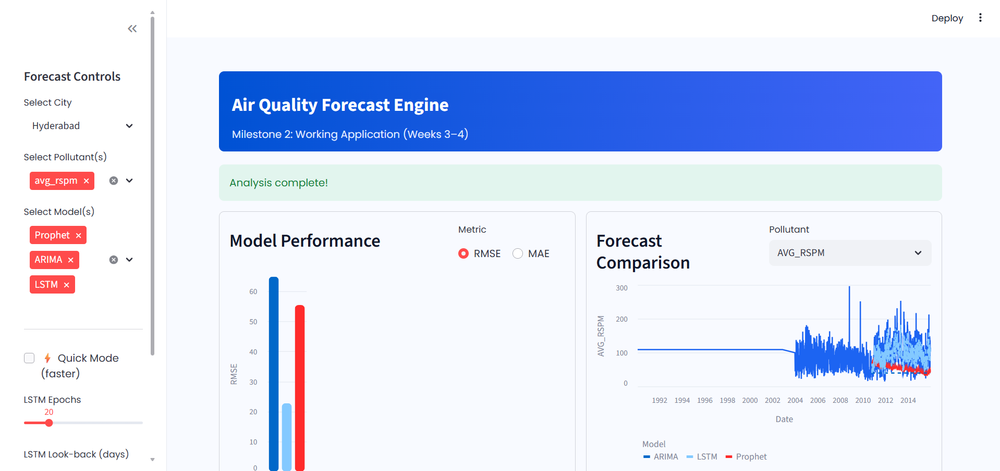 Deploy
Forecast Controls
Select City
Hyderabad
Select Pollutant(s)
avg_rspm
Select Model(s)
Prophet
ARIMA
LSTM
Quick Mode
(faster)
LSTM Epochs
20
LSTM Look-back (days)
Air Quality Forecast Engine
Milestone 2: Working Application (Weeks 3–4)
Analysis complete!
Model Performance
Metric
RMSE MAE
60
50
40
30
20
10
0
RMSE
Forecast
Comparison
Pollutant
AVG_RSPM
300
200
100
0
AVG_RSPM
1992 1994 1996 1998 2000 2002 2004 2006 2008 2010 2012 2014
Date
Model
ARIMA LSTM Prophet